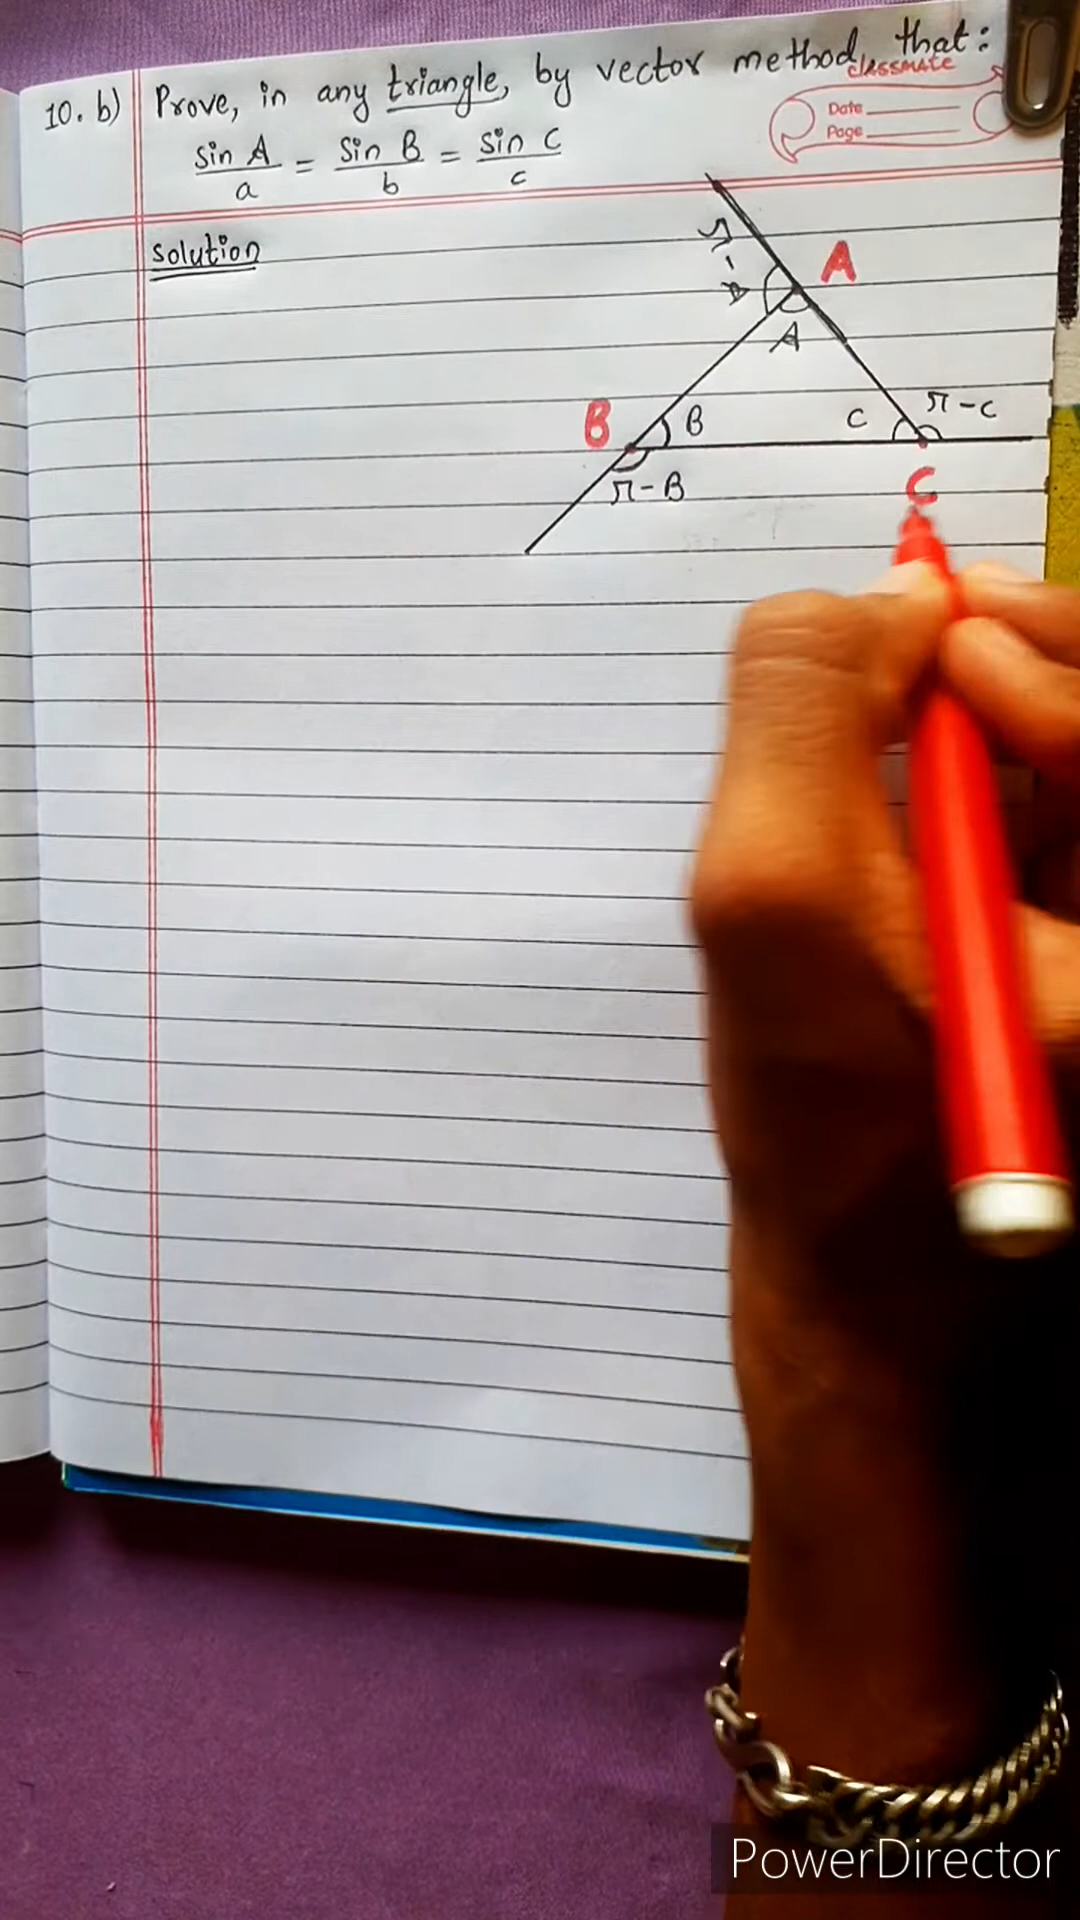 10. b) Prove, in any triangle, by vector method, that:
classmate
Date
Page
sin A/a = sin B/b = sin C/c
Solution
A
π-A
A
B
B
C
π-C
π-B
C
PowerDirector